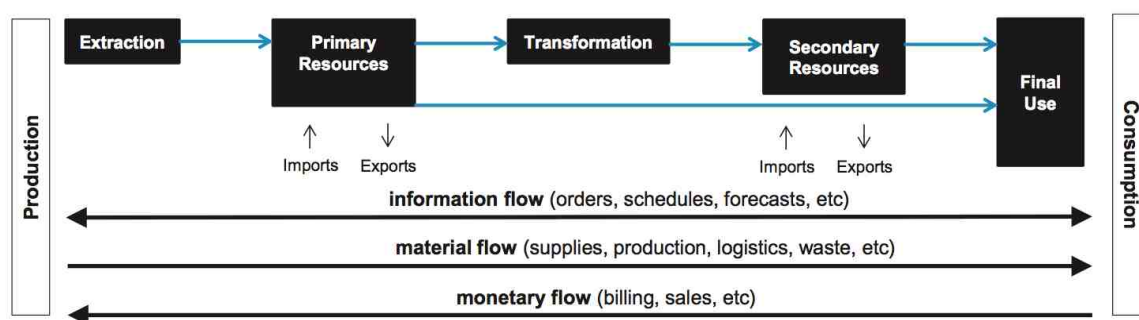 Production
Extraction
Primary
Resources
Transformation
Secondary
Resources
Final
Use
Consumption
Imports
Exports
Imports
Exports
information flow (orders, schedules, forecasts, etc)
material flow (supplies, production, logistics, waste, etc)
monetary flow (billing, sales, etc)